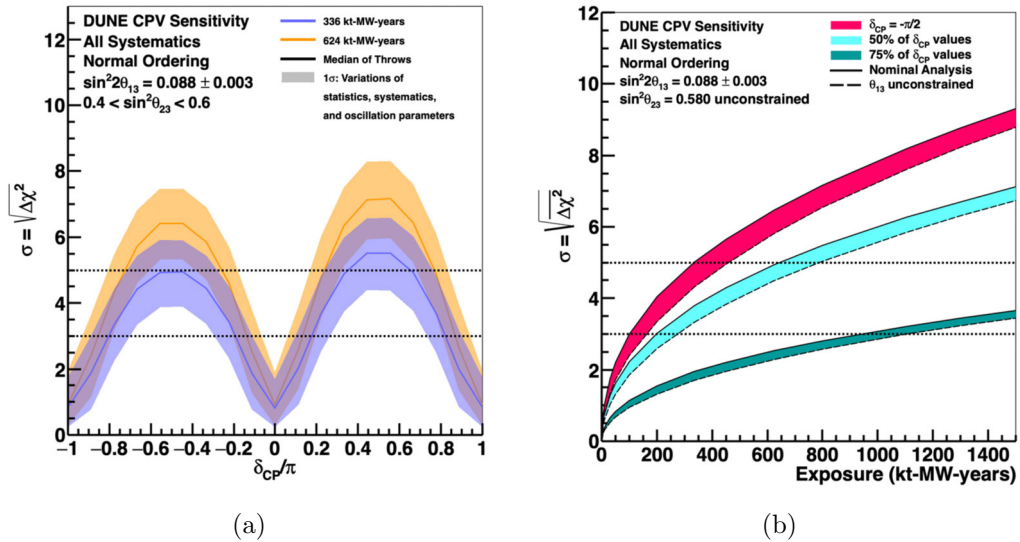 DUNE CPV Sensitivity
All Systematics
Normal Ordering
sin²2θ₁₃ = 0.088 ± 0.003
0.4 < sin²θ₂₃ < 0.6
336 kt-MW-years
624 kt-MW-years
Median of Throws
1σ: Variations of
statistics, systematics,
and oscillation parameters
σ = √Δχ²
12
10
8
6
4
2
0
−1 −0.8 −0.6 −0.4 −0.2 0 0.2 0.4 0.6 0.8 1
δCP/π
(a)
DUNE CPV Sensitivity
All Systematics
Normal Ordering
sin²2θ₁₃ = 0.088 ± 0.003
sin²θ₂₃ = 0.580 unconstrained
δCP = -π/2
50% of δCP values
75% of δCP values
Nominal Analysis
θ₁₃ unconstrained
σ = √Δχ²
12
10
8
6
4
2
0
0 200 400 600 800 1000 1200 1400
Exposure (kt-MW-years)
(b)